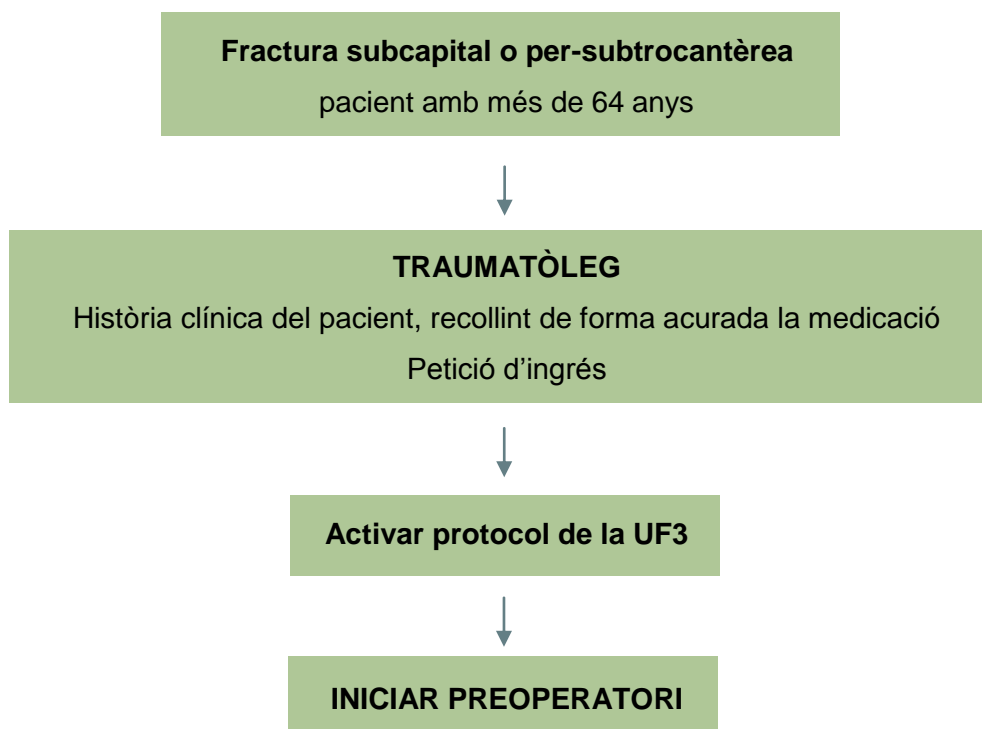 Fractura subcapital o per-subtrocantèrea
pacient amb més de 64 anys
TRAUMATÒLEG
Història clínica del pacient, recollint de forma acurada la medicació
Petició d’ingrés
Activar protocol de la UF3
INICIAR PREOPERATORI